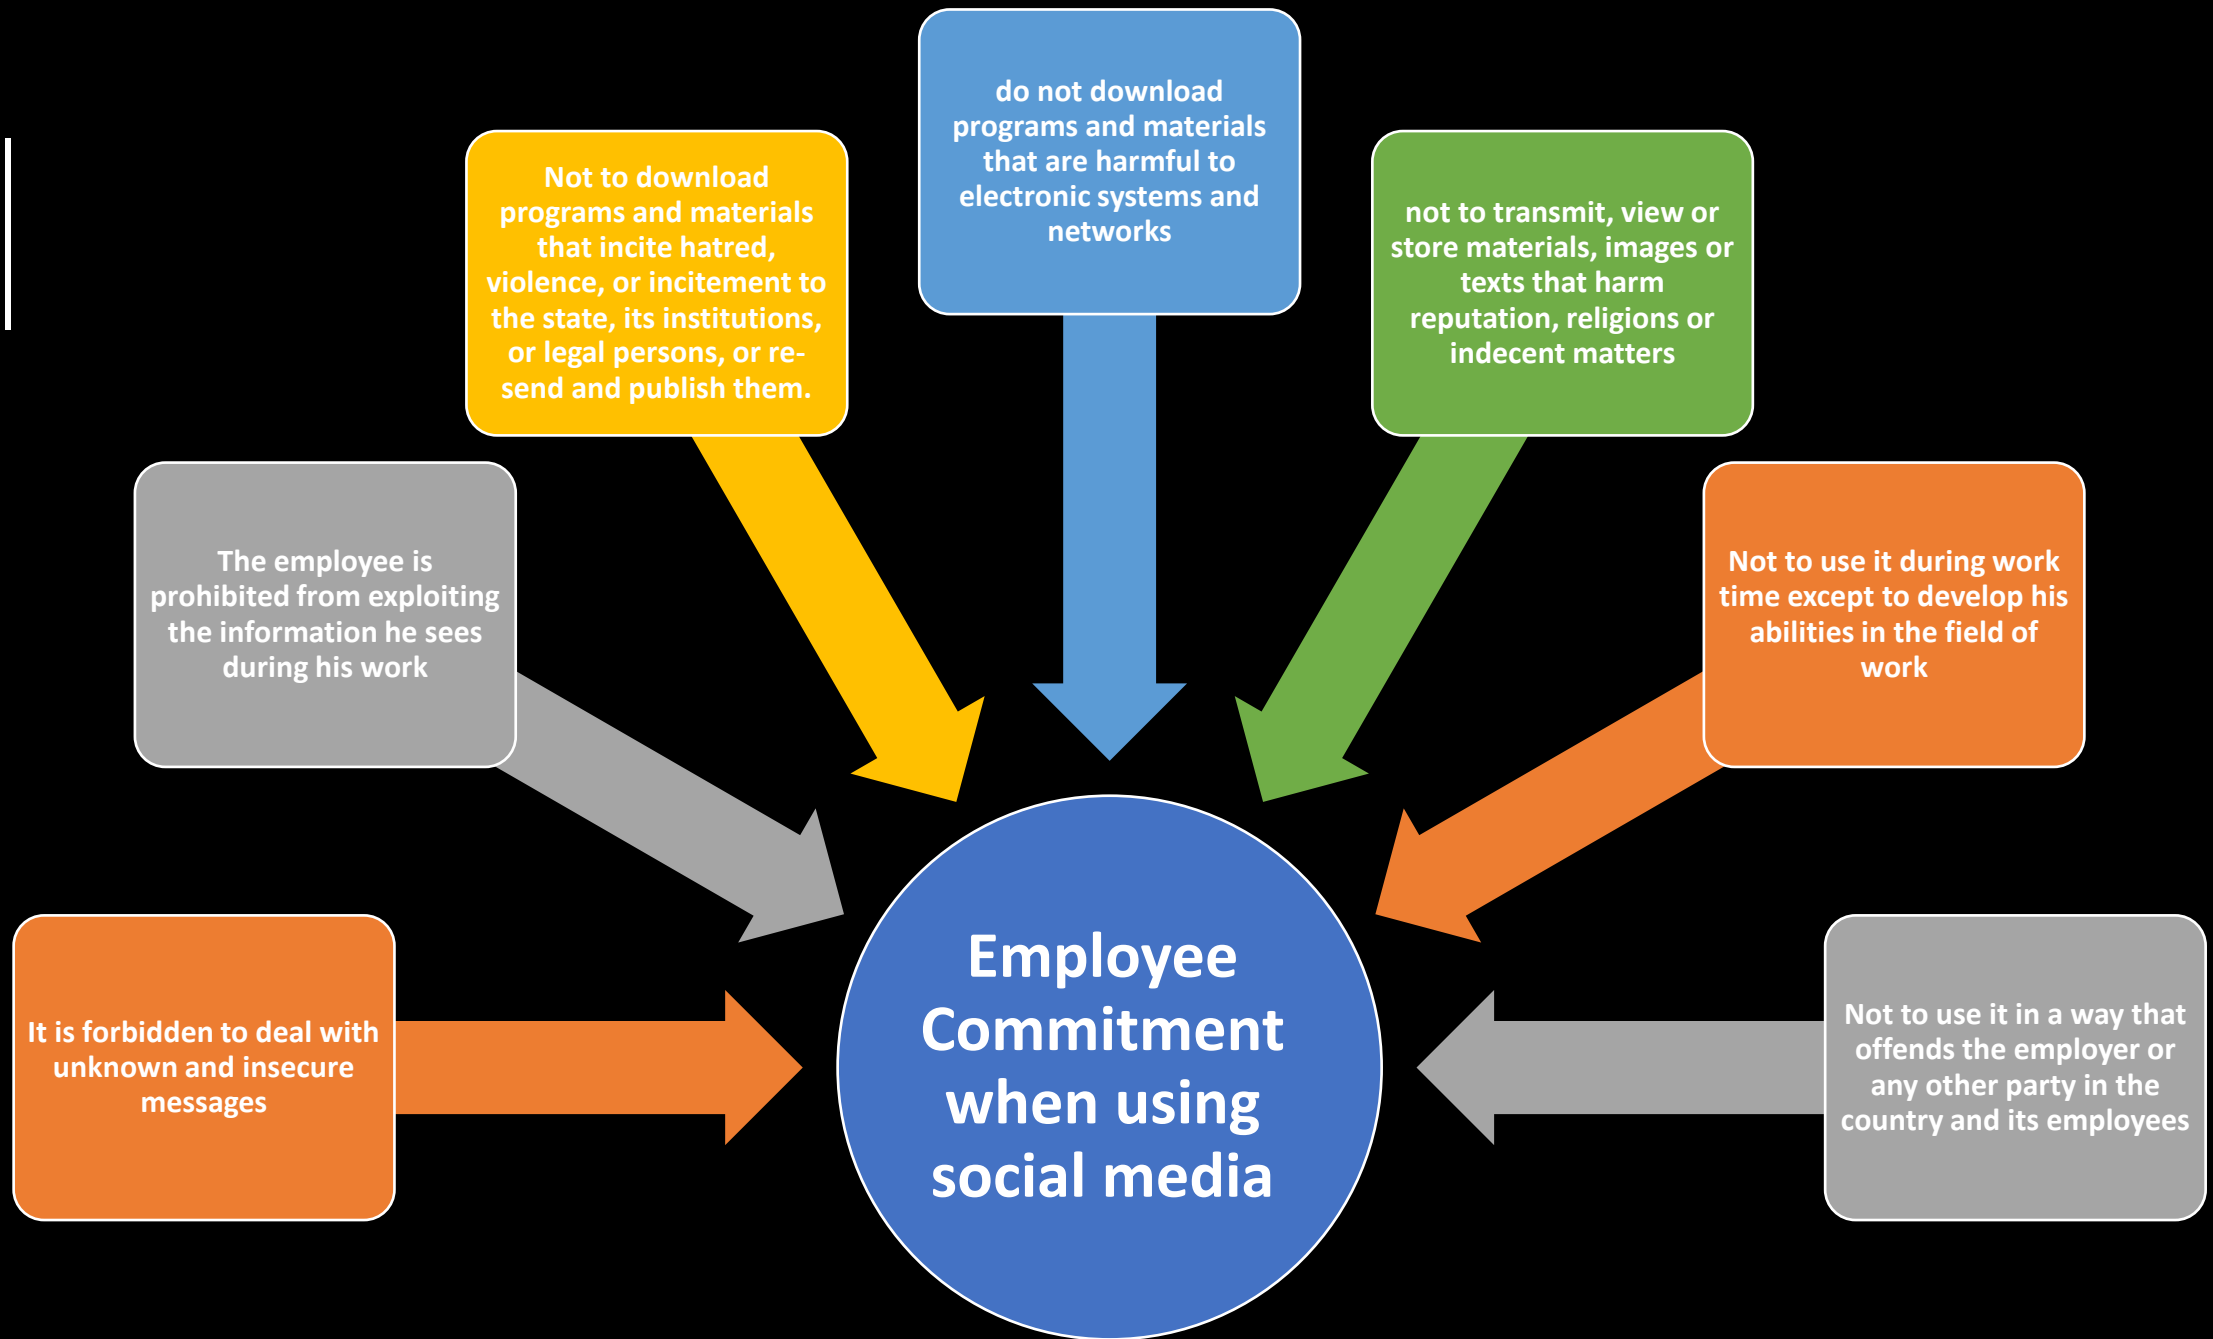 It is forbidden to deal with
unknown and insecure
messages
The employee is
prohibited from exploiting
the information he sees
during his work
Not to download
programs and materials
that incite hatred,
violence, or incitement to
the state, its institutions,
or legal persons, or re-
send and publish them.
do not download
programs and materials
that are harmful to
electronic systems and
networks
not to transmit, view or
store materials, images or
texts that harm
reputation, religions or
indecent matters
Not to use it during work
time except to develop his
abilities in the field of
work
Not to use it in a way that
offends the employer or
any other party in the
country and its employees
Employee
Commitment
when using
social media